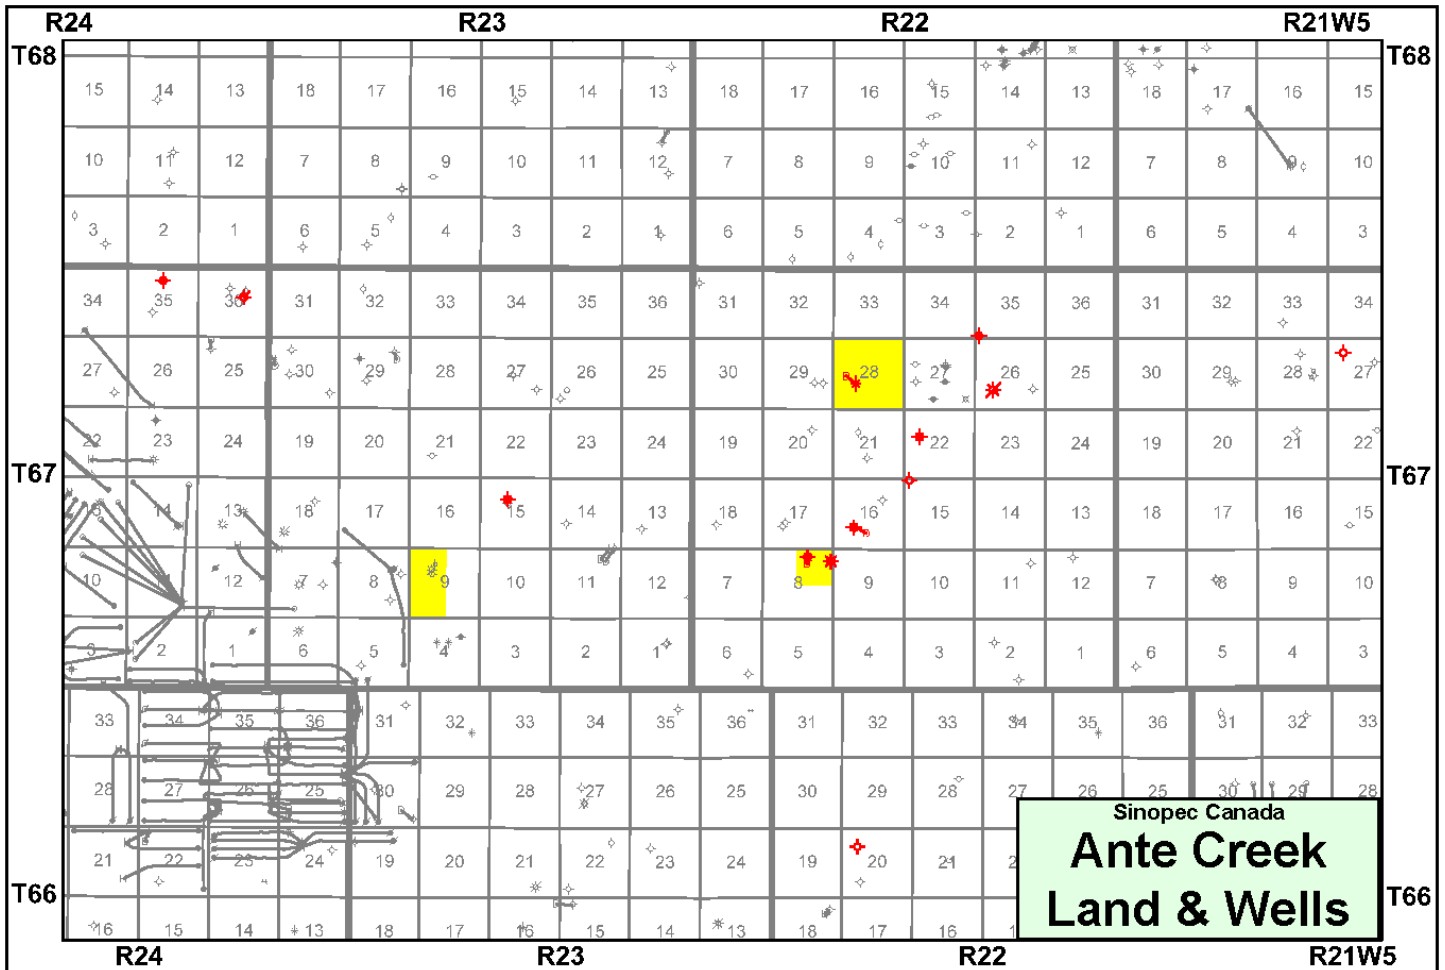 R24 R23 R22 R21W5
T68 T68
15 14 13 18 17 16 15 14 13 18 17 16 15 14 13 18 17 16 15
10 11 12 7 8 9 10 11 12 7 8 9 10 11 12 7 8 9 10
3 2 1 6 5 4 3 2 1 6 5 4 3 2 1 6 5 4 3
34 35 36 31 32 33 34 35 36 31 32 33 34 35 36 31 32 33 34
27 26 25 30 29 28 27 26 25 30 29 28 27 26 25 30 29 28 27
22 23 24 19 20 21 22 23 24 19 20 21 22 23 24 19 20 21 22
T67 T67
15 14 13 18 17 16 15 14 13 18 17 16 15 14 13 18 17 16 15
10 12 7 8 9 10 11 12 7 8 9 10 11 12 7 8 9 10
3 2 1 6 5 4 3 2 1 6 5 4 3 2 1 6 5 4 3
33 34 35 36 31 32 33 34 35 36 31 32 33 34 35 36 31 32 33
28 27 26 25 30 29 28 27 26 25 30 29 28 27 26 25 30 29 28
Sinopec Canada
Ante Creek
Land & Wells
21 22 23 24 19 20 21 22 23 24 19 20 21
T66 T66
16 15 14 13 18 17 16 15 14 13 18 17 16
R24 R23 R22 R21W5